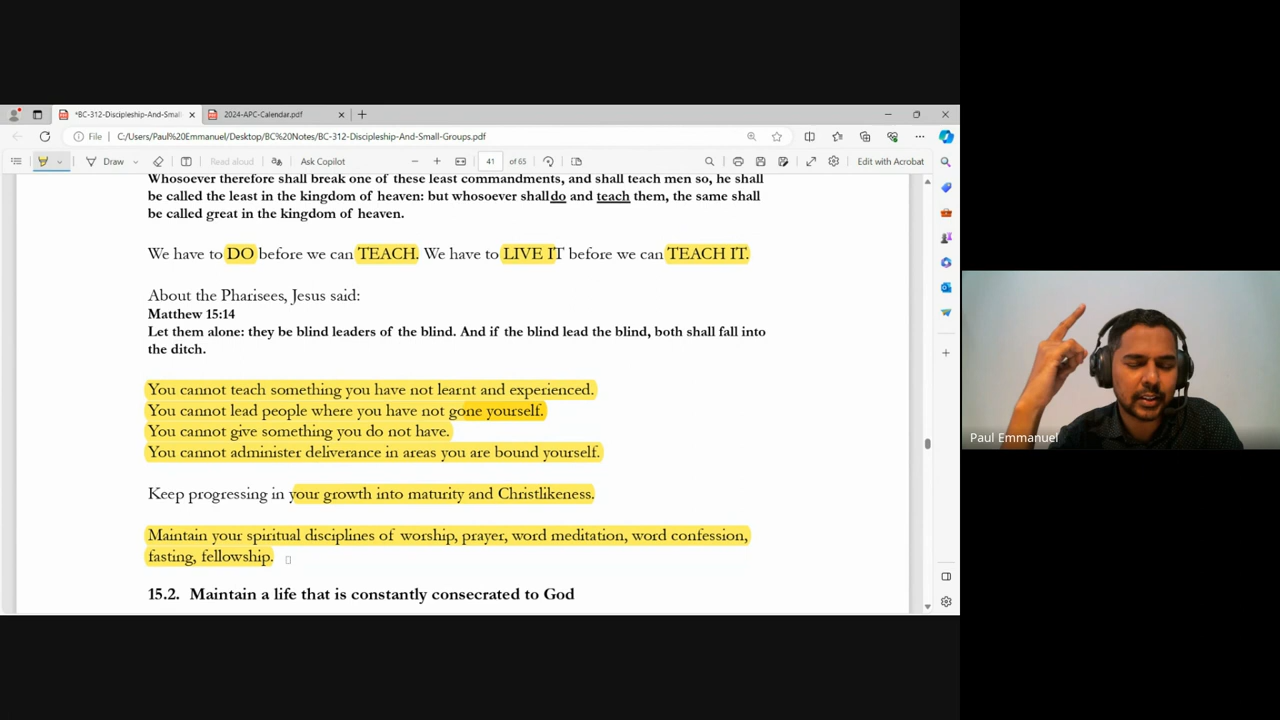 *BC-312-Discipleship-And-Small-
2024-APC-Calendar.pdf
File
C:/Users/Paul%20Emmanuel/Desktop/BC%20Notes/BC-312-Discipleship-And-Small-Groups.pdf
Draw
Read aloud
Ask Copilot
41 of 65
Edit with Acrobat
Whosoever therefore shall break one of these least commandments, and shall teach men so, he shall
be called the least in the kingdom of heaven: but whosoever shall do and teach them, the same shall
be called great in the kingdom of heaven.
We have to DO before we can TEACH. We have to LIVE IT before we can TEACH IT.
About the Pharisees, Jesus said:
Matthew 15:14
Let them alone: they be blind leaders of the blind. And if the blind lead the blind, both shall fall into
the ditch.
You cannot teach something you have not learnt and experienced.
You cannot lead people where you have not gone yourself.
You cannot give something you do not have.
You cannot administer deliverance in areas you are bound yourself.
Keep progressing in your growth into maturity and Christlikeness.
Maintain your spiritual disciplines of worship, prayer, word meditation, word confession,
fasting, fellowship.
15.2. Maintain a life that is constantly consecrated to God
Paul Emmanuel